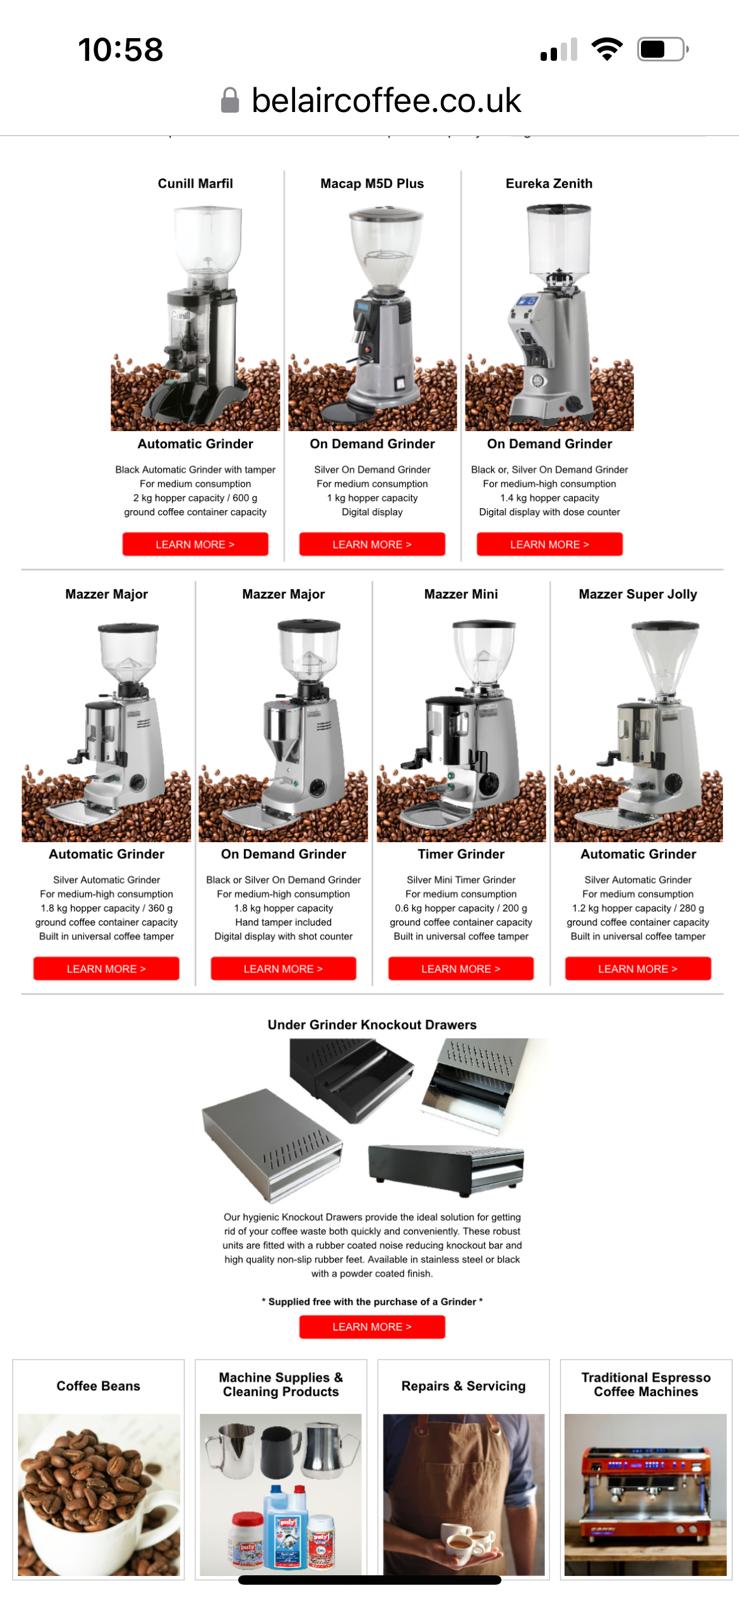 10:58
belaircoffee.co.uk
Cunill Marfil
Macap M5D Plus
Eureka Zenith
Cunill
Automatic Grinder
On Demand Grinder
On Demand Grinder
Black Automatic Grinder with tamper
For medium consumption
2 kg hopper capacity / 600 g
ground coffee container capacity
Silver On Demand Grinder
For medium consumption
1 kg hopper capacity
Digital display
Black or, Silver On Demand Grinder
For medium-high consumption
1.4 kg hopper capacity
Digital display with dose counter
LEARN MORE >
LEARN MORE >
LEARN MORE >
Mazzer Major
Mazzer Major
Mazzer Mini
Mazzer Super Jolly
Automatic Grinder
On Demand Grinder
Timer Grinder
Automatic Grinder
Silver Automatic Grinder
For medium-high consumption
1.8 kg hopper capacity / 360 g
ground coffee container capacity
Built in universal coffee tamper
Black or Silver On Demand Grinder
For medium-high consumption
1.8 kg hopper capacity
Hand tamper included
Digital display with shot counter
Silver Mini Timer Grinder
For medium consumption
0.6 kg hopper capacity / 200 g
ground coffee container capacity
Built in universal coffee tamper
Silver Automatic Grinder
For medium consumption
1.2 kg hopper capacity / 280 g
ground coffee container capacity
Built in universal coffee tamper
LEARN MORE >
LEARN MORE >
LEARN MORE >
LEARN MORE >
Under Grinder Knockout Drawers
Our hygienic Knockout Drawers provide the ideal solution for getting
rid of your coffee waste both quickly and conveniently. These robust
units are fitted with a rubber coated noise reducing knockout bar and
high quality non-slip rubber feet. Available in stainless steel or black
with a powder coated finish.
* Supplied free with the purchase of a Grinder *
LEARN MORE >
Coffee Beans
Machine Supplies &
Cleaning Products
Repairs & Servicing
Traditional Espresso
Coffee Machines
puly
puly